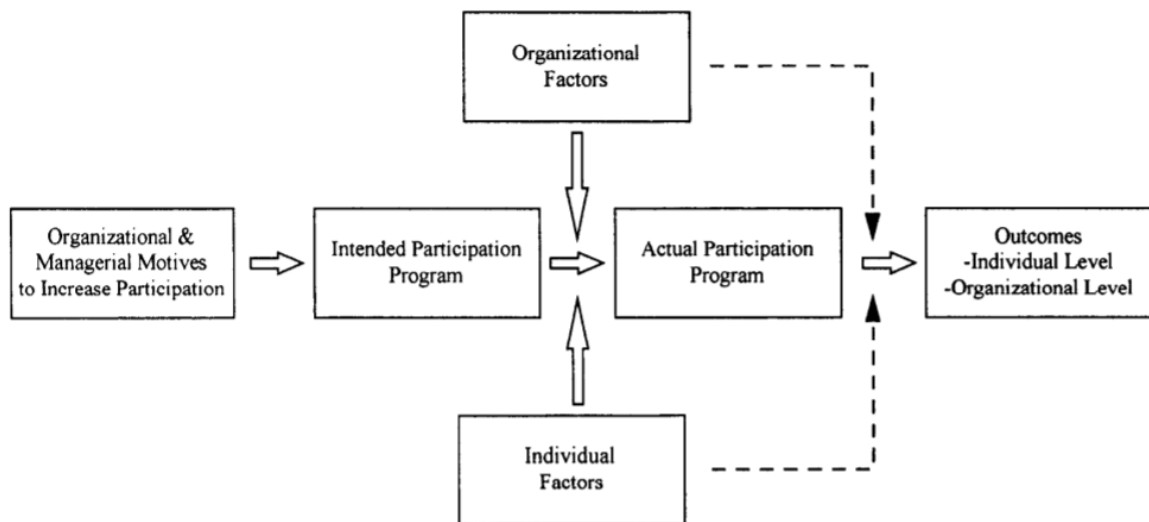 Organizational
Factors
Organizational &
Managerial Motives
to Increase Participation
Intended Participation
Program
Actual Participation
Program
Outcomes
-Individual Level
-Organizational Level
Individual
Factors